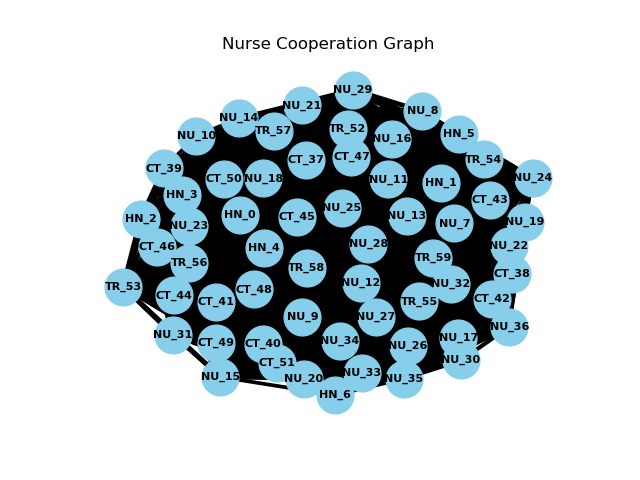 Nurse Cooperation Graph
NU_29
NU_21
NU_8
NU_14
TR_57
TR_52
HN_5
NU_10
NU_16
CT_37
CT_47
TR_54
CT_39
CT_50
NU_18
NU_11
HN_1
NU_24
HN_3
CT_43
HN_2
NU_23
HN_0
CT_45
NU_25
NU_13
NU_7
NU_19
CT_46
HN_4
NU_28
NU_22
TR_56
TR_58
TR_59
CT_38
TR_53
CT_44
CT_41
CT_48
NU_12
NU_32
TR_55
CT_42
NU_31
NU_9
NU_27
NU_36
CT_49
CT_40
NU_34
NU_26
NU_17
CT_51
NU_30
NU_15
NU_20
NU_33
NU_35
HN_6